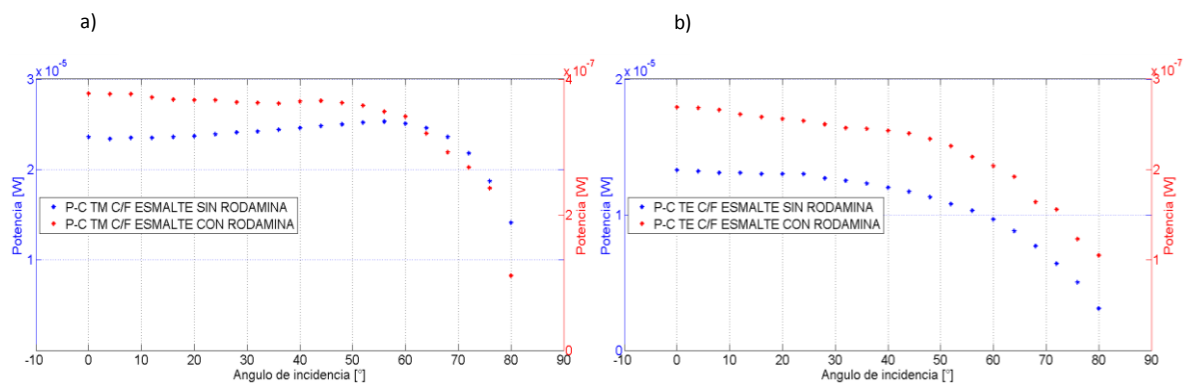 a)
b)
x 10⁻⁵
x 10⁻⁷
3
4
2
2
1
0
Potencia [W]
Potencia [W]
P-C TM C/F ESMALTE SIN RODAMINA
P-C TM C/F ESMALTE CON RODAMINA
-10 0 10 20 30 40 50 60 70 80 90
Angulo de incidencia [°]
x 10⁻⁵
x 10⁻⁷
2
3
2
1
1
0
0
Potencia [W]
Potencia [W]
P-C TE C/F ESMALTE SIN RODAMINA
P-C TE C/F ESMALTE CON RODAMINA
-10 0 10 20 30 40 50 60 70 80 90
Angulo de incidencia [°]